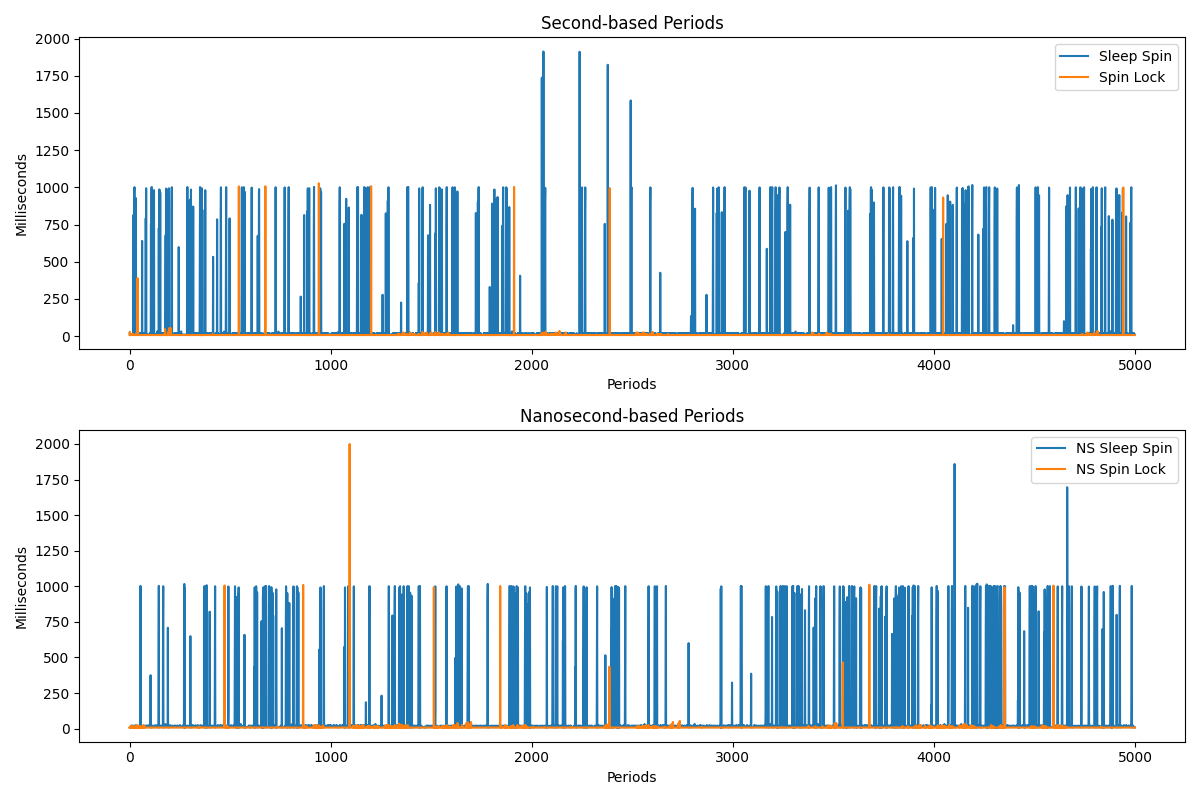 Second-based Periods
2000
1750
1500
1250
1000
750
500
250
0
Milliseconds
Sleep Spin
Spin Lock
0 1000 2000 3000 4000 5000
Periods
Nanosecond-based Periods
2000
1750
1500
1250
1000
750
500
250
0
Milliseconds
NS Sleep Spin
NS Spin Lock
0 1000 2000 3000 4000 5000
Periods